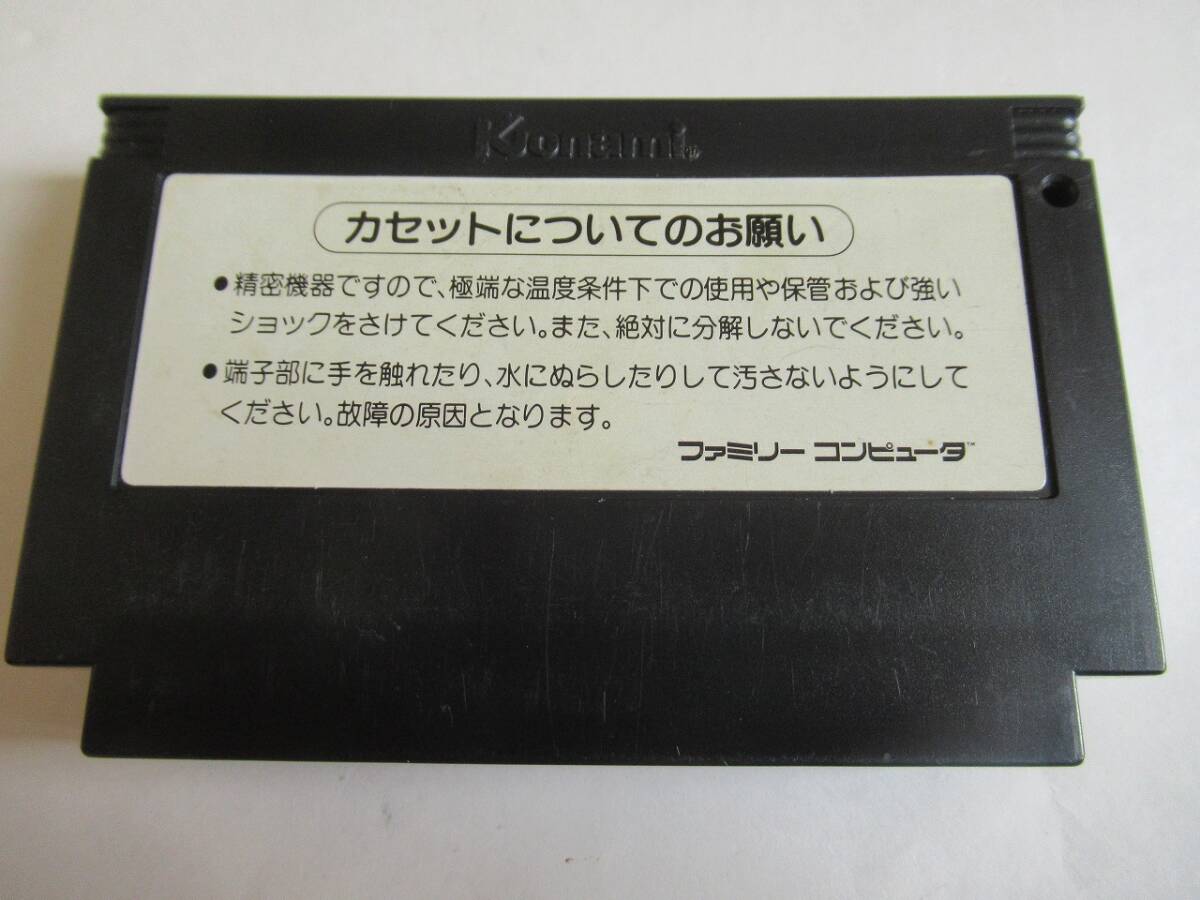 Konami
カセットについてのお願い
●精密機器ですので、極端な温度条件下での使用や保管および強い
ショックをさけてください。また、絶対に分解しないでください。
●端子部に手を触れたり、水にぬらしたりして汚さないようにして
ください。故障の原因となります。
ファミリー コンピュータ™